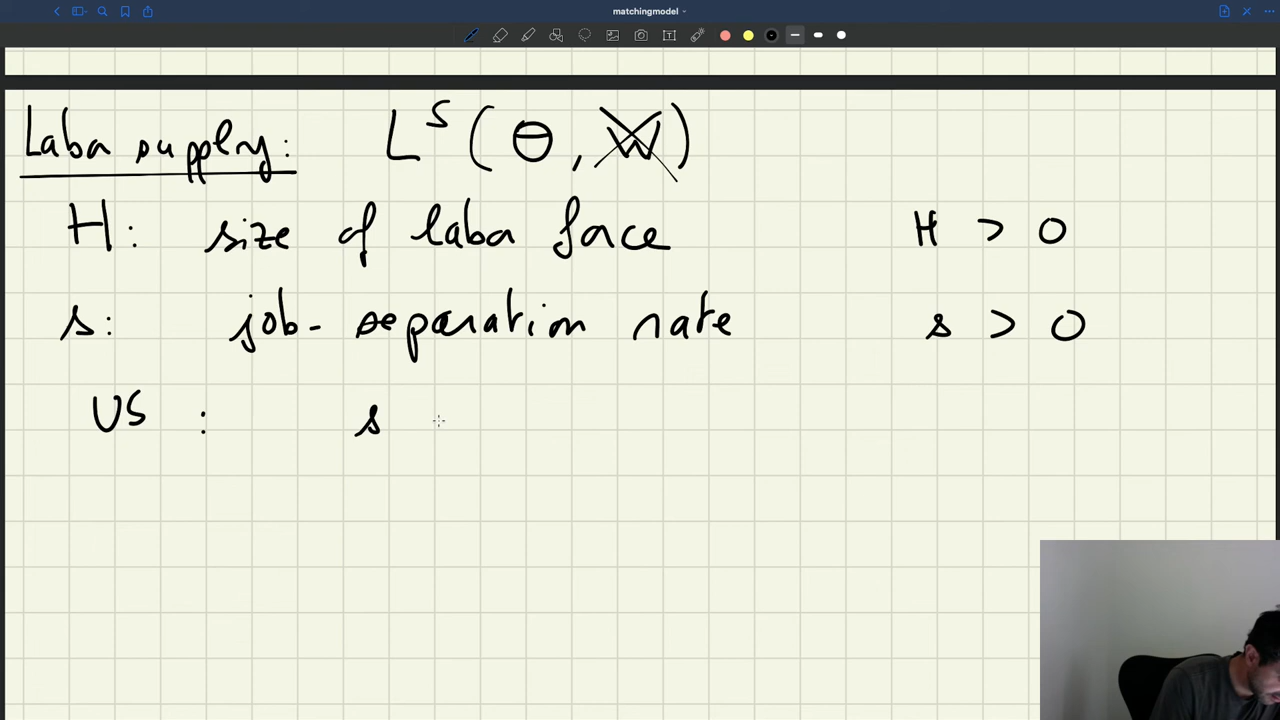 matchingmodel
Labor supply: L^S (θ, W)
H: size of labor force H > 0
s: job-separation rate s > 0
US : s